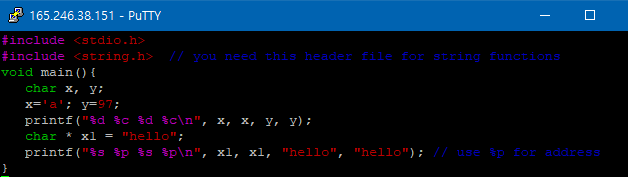 165.246.38.151 - PuTTY
#include <stdio.h>
#include <string.h>  // you need this header file for string functions
void main(){
   char x, y;
   x='a'; y=97;
   printf("%d %c %d %c\n", x, x, y, y);
   char * x1 = "hello";
   printf("%s %p %s %p\n", x1, x1, "hello", "hello"); // use %p for address
}